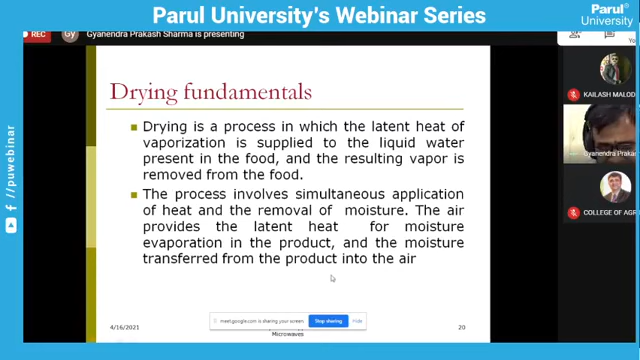 Parul University's Webinar Series
Parul®
University
REC
Gy
Gyanendra Prakash Sharma is presenting
Yo
Drying fundamentals
Drying is a process in which the latent heat of
vaporization is supplied to the liquid water
present in the food, and the resulting vapor is
removed from the food.
The process involves simultaneous application
of heat and the removal of moisture. The air
provides the latent heat for moisture
evaporation in the product, and the moisture
transferred from the product into the air
KAILASH MALOD
Gyanendra Prakas
COLLEGE OF AGR
/puwebinar
meet.google.com is sharing your screen.
Stop sharing
Hide
4/16/2021
Microwaves
20